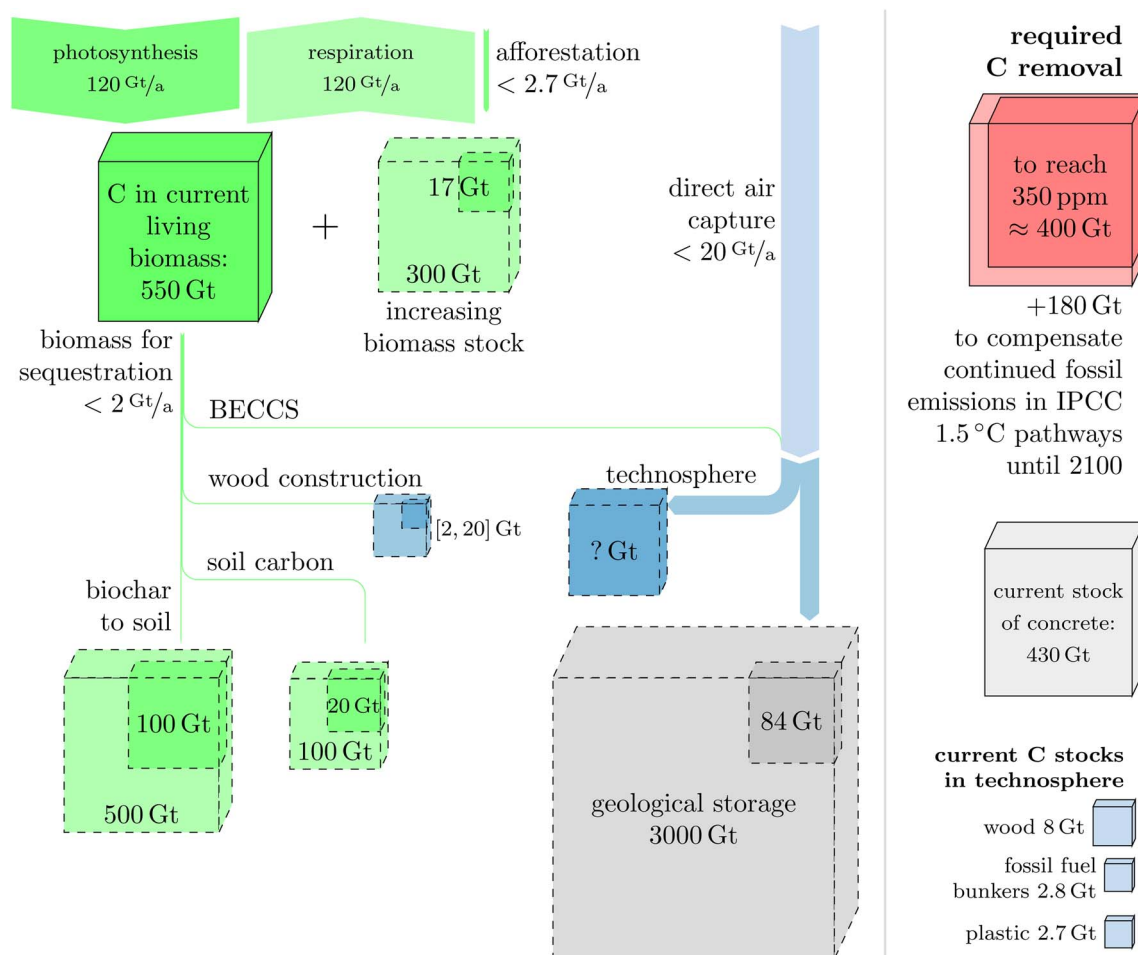 photosynthesis
120 Gt/a
respiration
120 Gt/a
afforestation
< 2.7 Gt/a
C in current
living
biomass:
550 Gt
+
17 Gt
300 Gt
increasing
biomass stock
direct air
capture
< 20 Gt/a
biomass for
sequestration
< 2 Gt/a
BECCS
wood construction
[2, 20] Gt
technosphere
? Gt
soil carbon
biochar
to soil
100 Gt
500 Gt
20 Gt
100 Gt
84 Gt
geological storage
3000 Gt
required
C removal
to reach
350 ppm
≈ 400 Gt
+180 Gt
to compensate
continued fossil
emissions in IPCC
1.5 °C pathways
until 2100
current stock
of concrete:
430 Gt
current C stocks
in technosphere
wood 8 Gt
fossil fuel
bunkers 2.8 Gt
plastic 2.7 Gt